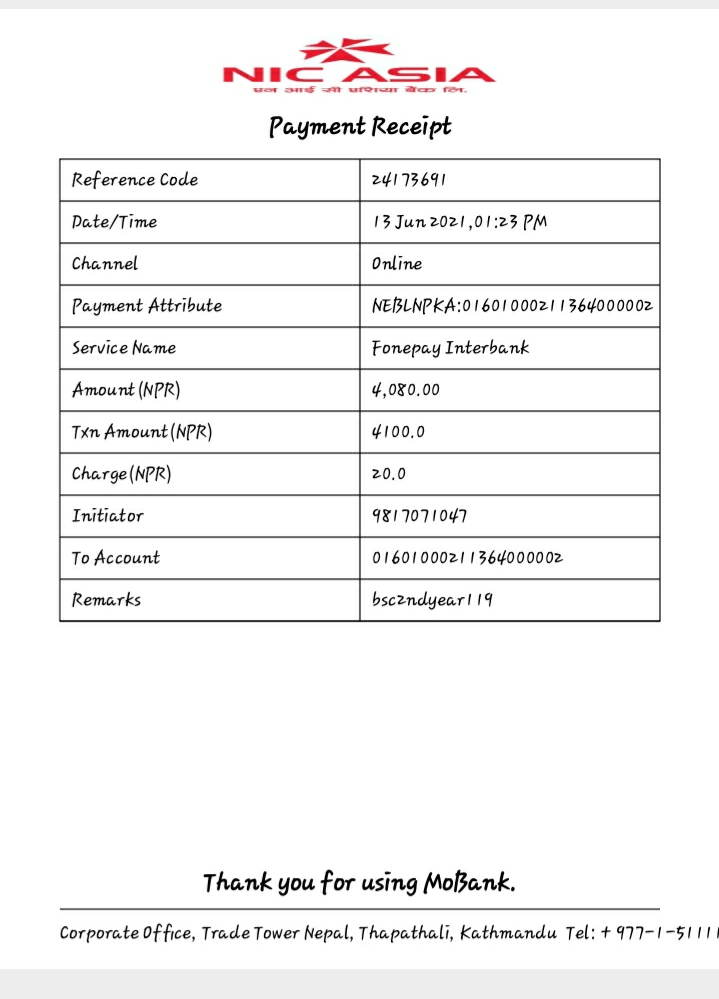 NIC ASIA
एन आई सी एशिया बैंक लि.
Payment Receipt
Reference Code 24173691
Date/Time 13 Jun 2021,01:23 PM
Channel Online
Payment Attribute NEBLNPKA:01601000211364000002
Service Name Fonepay Interbank
Amount(NPR) 4,080.00
Txn Amount(NPR) 4100.0
Charge(NPR) 20.0
Initiator 9817071047
To Account 01601000211364000002
Remarks bsc2ndyear119
Thank you for using MoBank.
Corporate Office, Trade Tower Nepal, Thapathali, Kathmandu Tel: + 977-1-51111